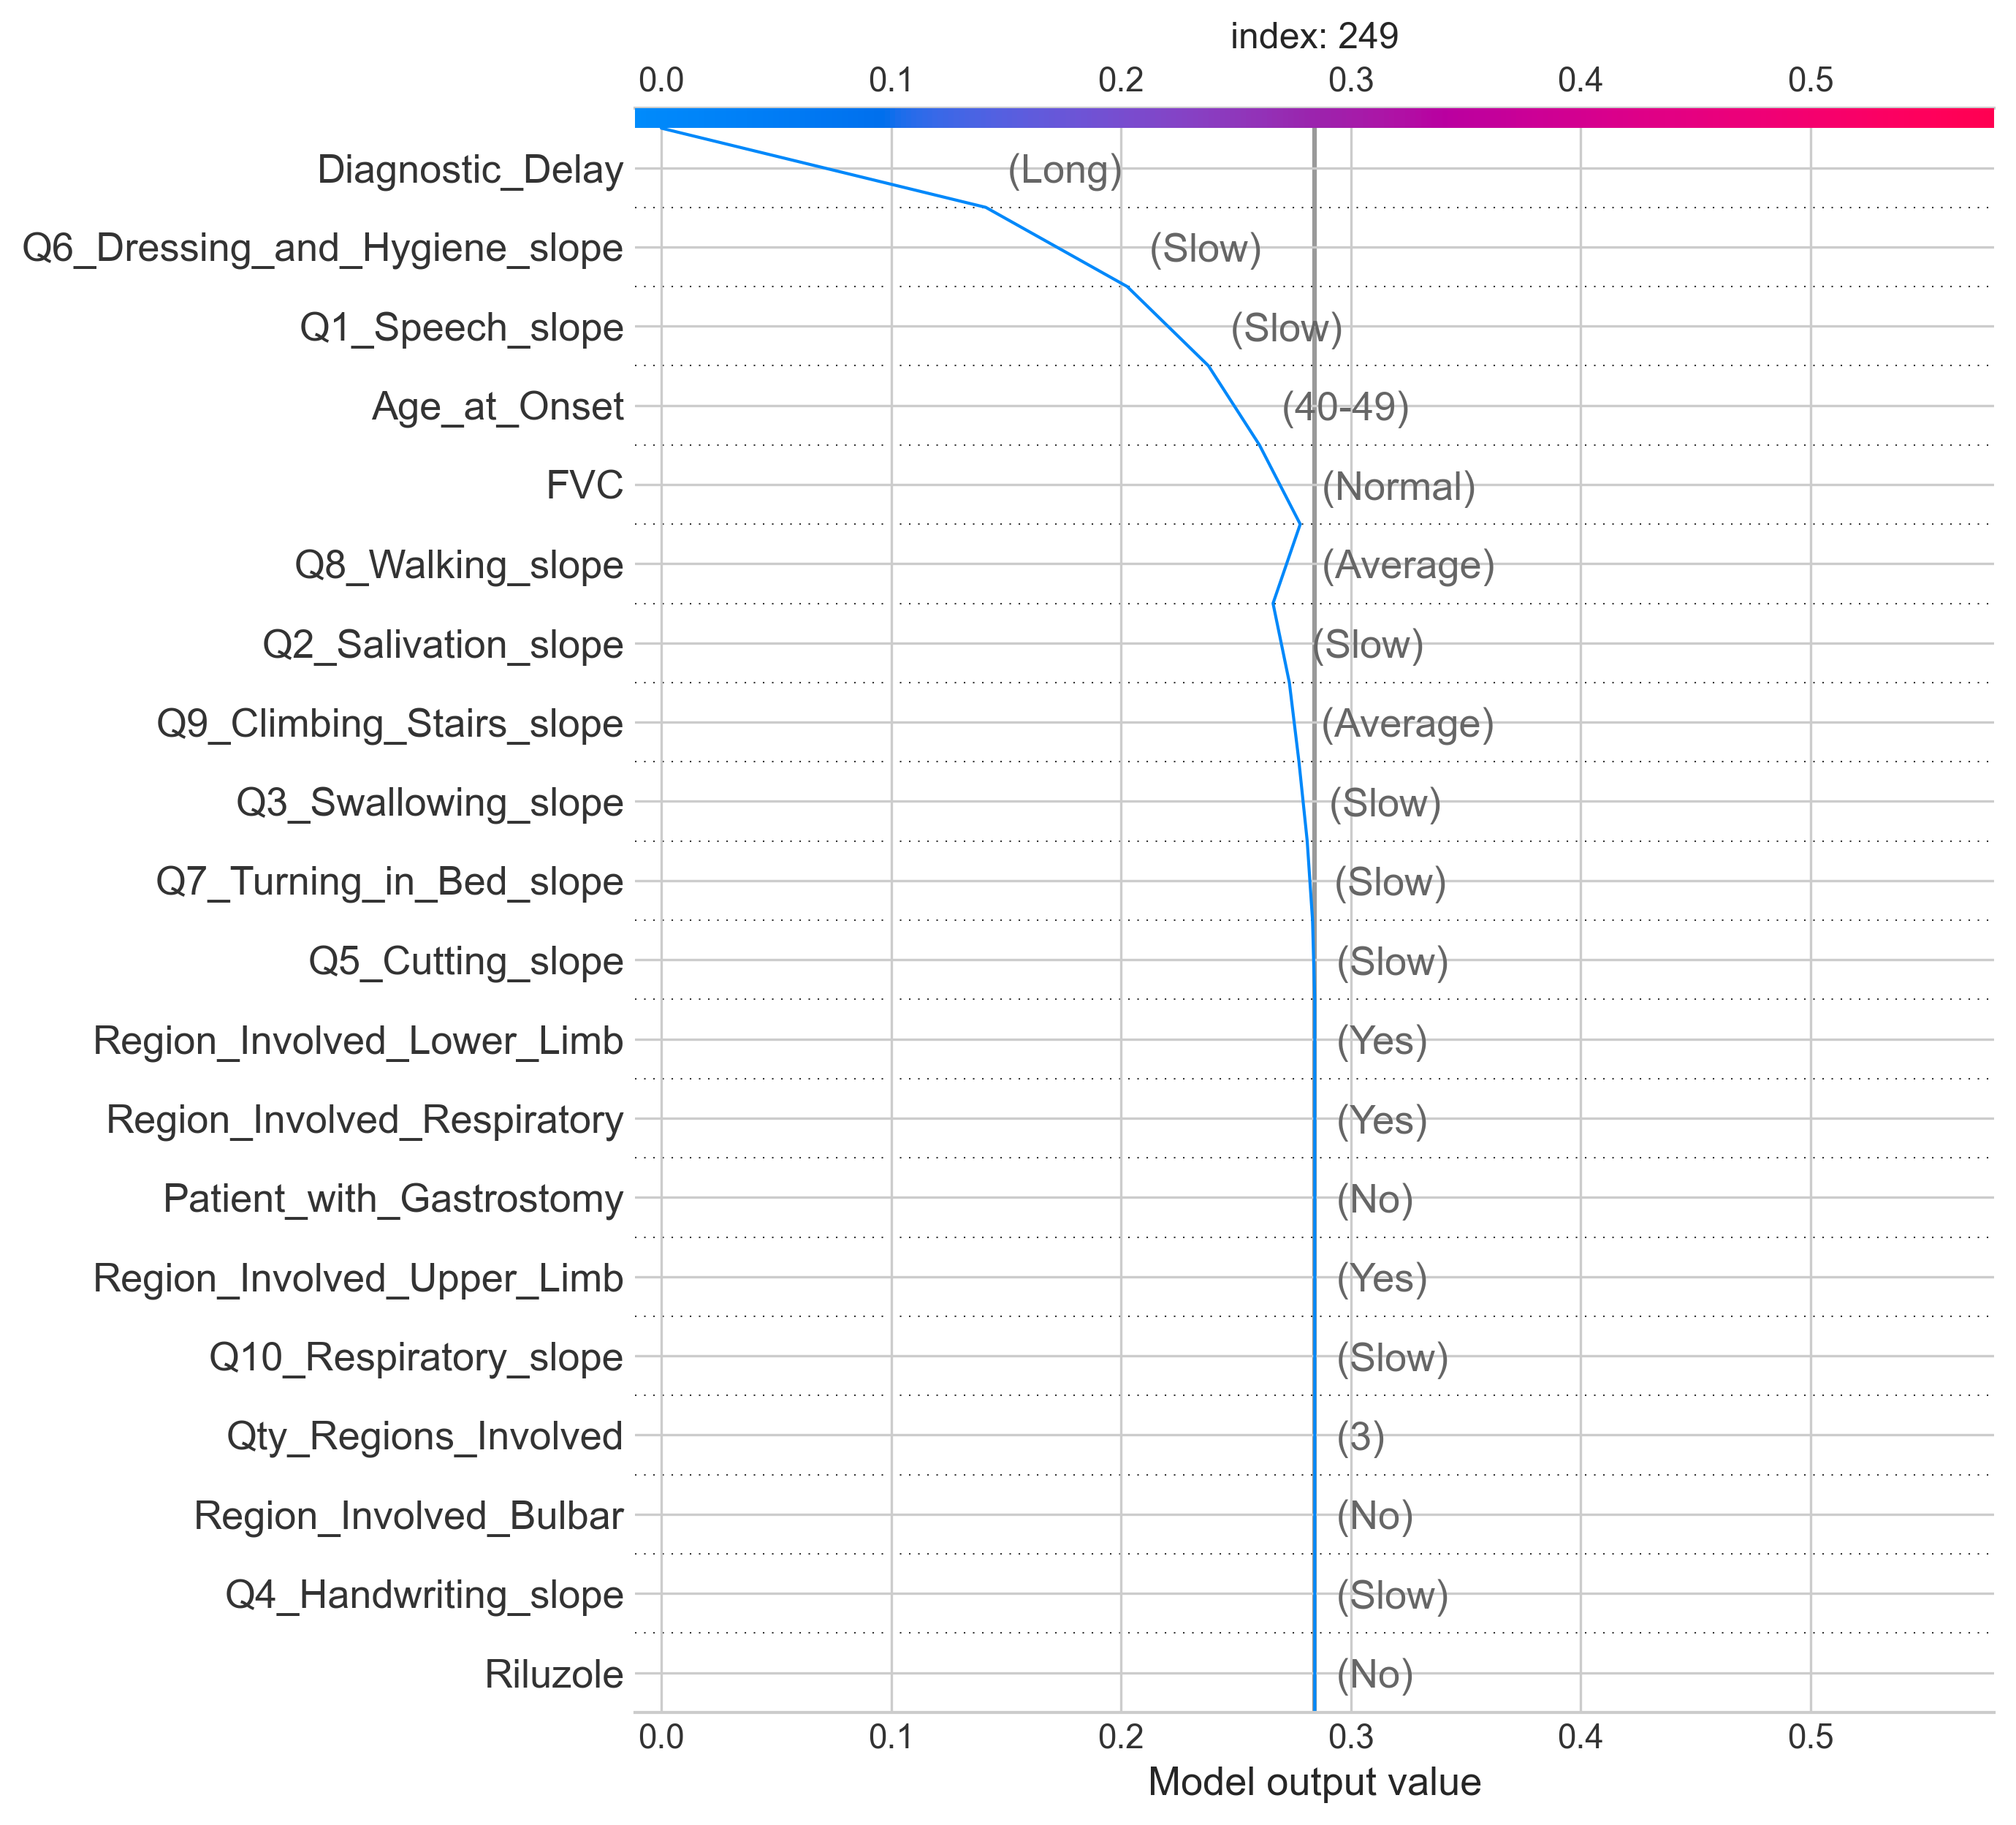 index: 249
0.0 0.1 0.2 0.3 0.4 0.5
Diagnostic_Delay (Long)
Q6_Dressing_and_Hygiene_slope (Slow)
Q1_Speech_slope (Slow)
Age_at_Onset (40-49)
FVC (Normal)
Q8_Walking_slope (Average)
Q2_Salivation_slope (Slow)
Q9_Climbing_Stairs_slope (Average)
Q3_Swallowing_slope (Slow)
Q7_Turning_in_Bed_slope (Slow)
Q5_Cutting_slope (Slow)
Region_Involved_Lower_Limb (Yes)
Region_Involved_Respiratory (Yes)
Patient_with_Gastrostomy (No)
Region_Involved_Upper_Limb (Yes)
Q10_Respiratory_slope (Slow)
Qty_Regions_Involved (3)
Region_Involved_Bulbar (No)
Q4_Handwriting_slope (Slow)
Riluzole (No)
0.0 0.1 0.2 0.3 0.4 0.5
Model output value